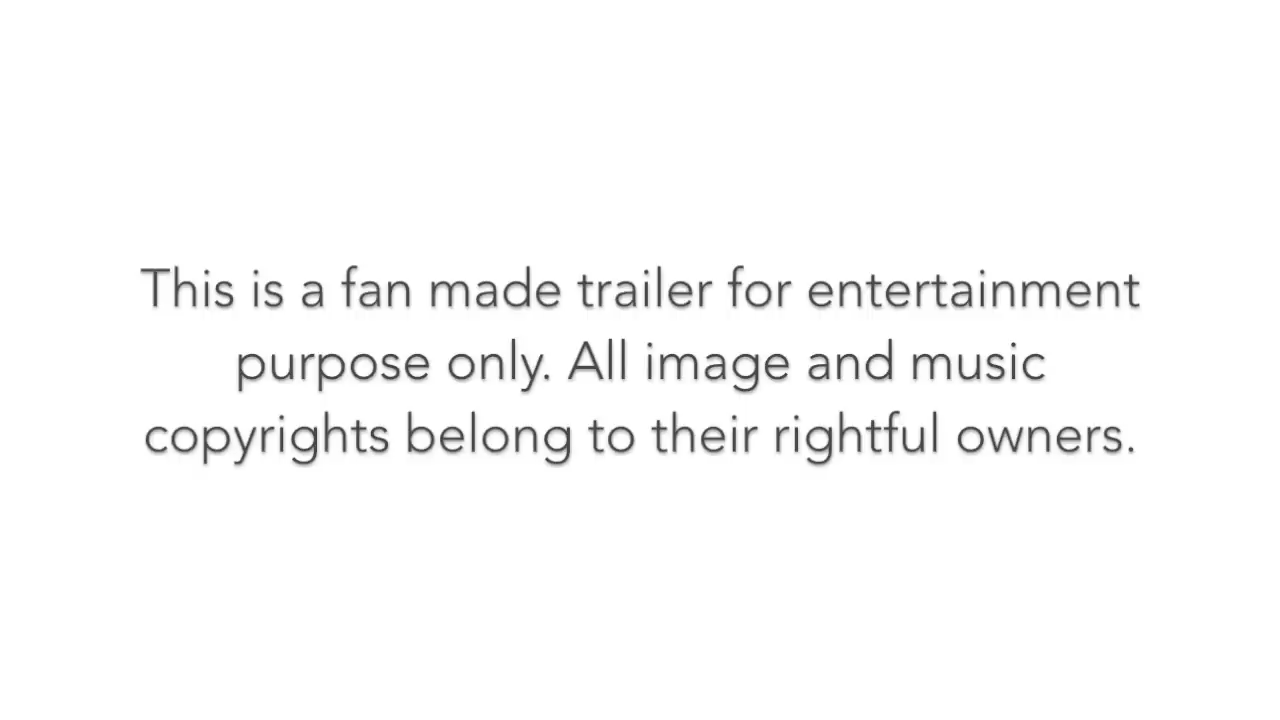 This is a fan made trailer for entertainment
purpose only. All image and music
copyrights belong to their rightful owners.